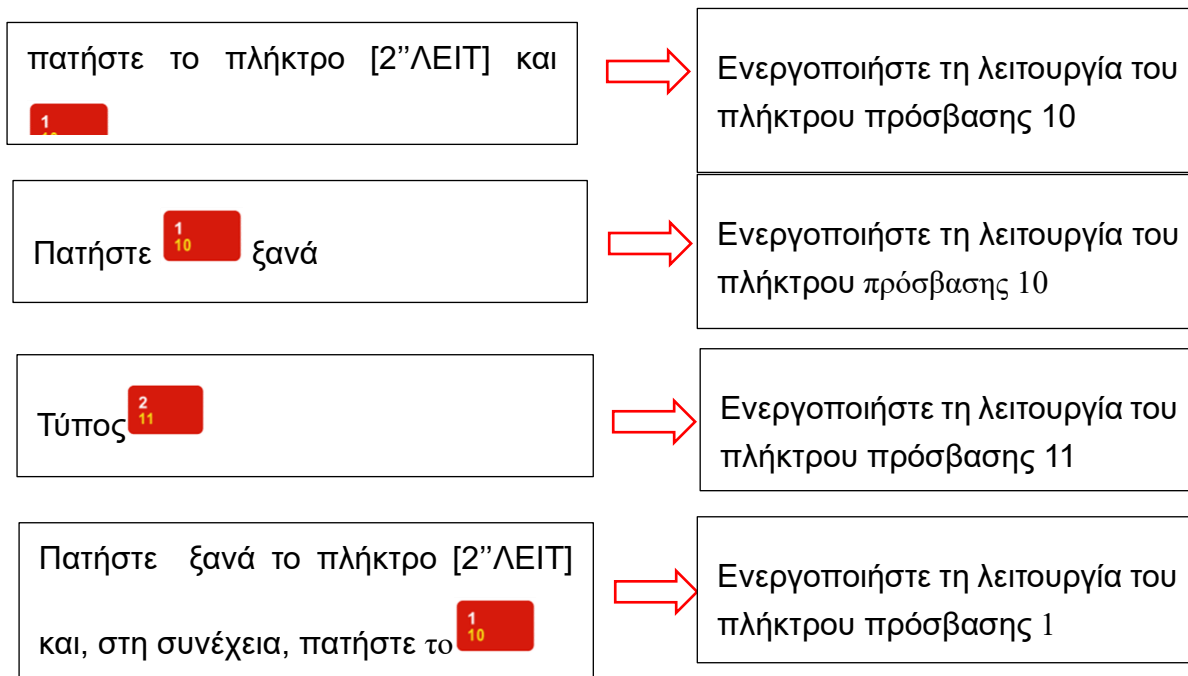 πατήστε το πλήκτρο [2’’ΛΕΙΤ] και
1
10
Ενεργοποιήστε τη λειτουργία του
πλήκτρου πρόσβασης 10
Πατήστε 1 10 ξανά
Ενεργοποιήστε τη λειτουργία του
πλήκτρου πρόσβασης 10
Τύπος 2 11
Ενεργοποιήστε τη λειτουργία του
πλήκτρου πρόσβασης 11
Πατήστε ξανά το πλήκτρο [2’’ΛΕΙΤ]
και, στη συνέχεια, πατήστε το 1 10
Ενεργοποιήστε τη λειτουργία του
πλήκτρου πρόσβασης 1